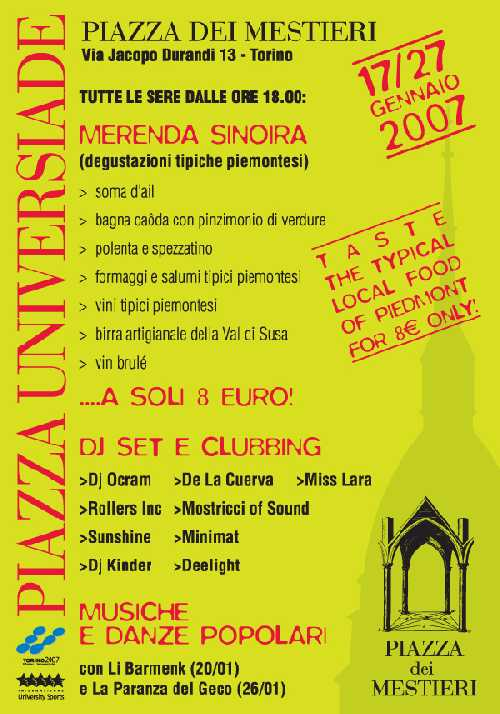 PIAZZA UNIVERSIADE
PIAZZA DEI MESTIERI
Via Jacopo Durandi 13 - Torino
17/27
GENNAIO
2007
TUTTE LE SERE DALLE ORE 18.00:
MERENDA SINOIRA
(degustazioni tipiche piemontesi)
> soma d'ail
> bagna caôda con pinzimonio di verdure
> polenta e spezzatino
> formaggi e salumi tipici piemontesi
> vini tipici piemontesi
> birra artigianale della Val di Susa
> vin brulé
TASTE
THE TYPICAL
LOCAL FOOD
OF PIEDMONT
FOR 8€ ONLY!
....A SOLI 8 EURO!
DJ SET E CLUBBING
>Dj Ocram >De La Cuerva >Miss Lara
>Rollers Inc >Mostricci of Sound
>Sunshine >Minimat
>Dj Kinder >Deelight
MUSICHE
E DANZE POPOLARI
con Li Barmenk (20/01)
e La Paranza del Geco (26/01)
TORINO2007
University Sports
PIAZZA
dei
MESTIERI